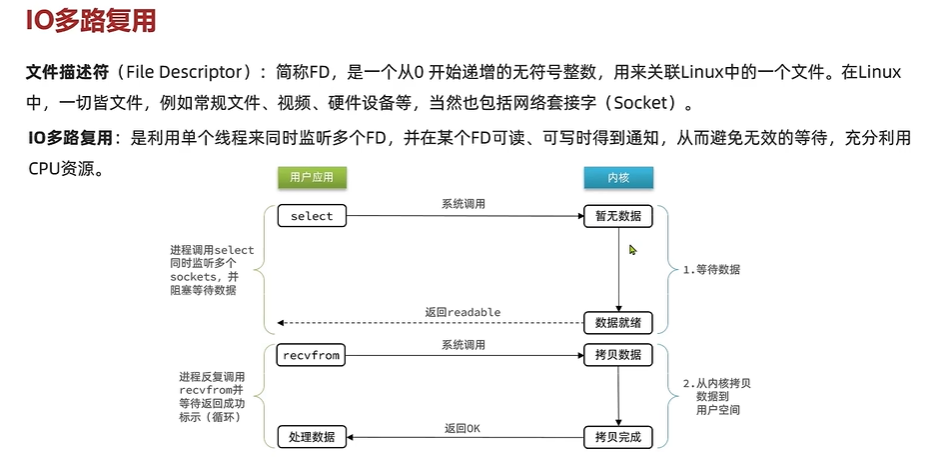 IO多路复用
文件描述符（File Descriptor）：简称FD，是一个从0 开始递增的无符号整数，用来关联Linux中的一个文件。在Linux
中，一切皆文件，例如常规文件、视频、硬件设备等，当然也包括网络套接字（Socket）。
IO多路复用：是利用单个线程来同时监听多个FD，并在某个FD可读、可写时得到通知，从而避免无效的等待，充分利用
CPU资源。
用户应用
内核
select
系统调用
暂无数据
进程调用select
同时监听多个
sockets，并
阻塞等待数据
1.等待数据
返回readable
数据就绪
recvfrom
系统调用
拷贝数据
进程反复调用
recvfrom并
等待返回成功
标示（循环）
2.从内核拷贝
数据到
用户空间
处理数据
返回OK
拷贝完成